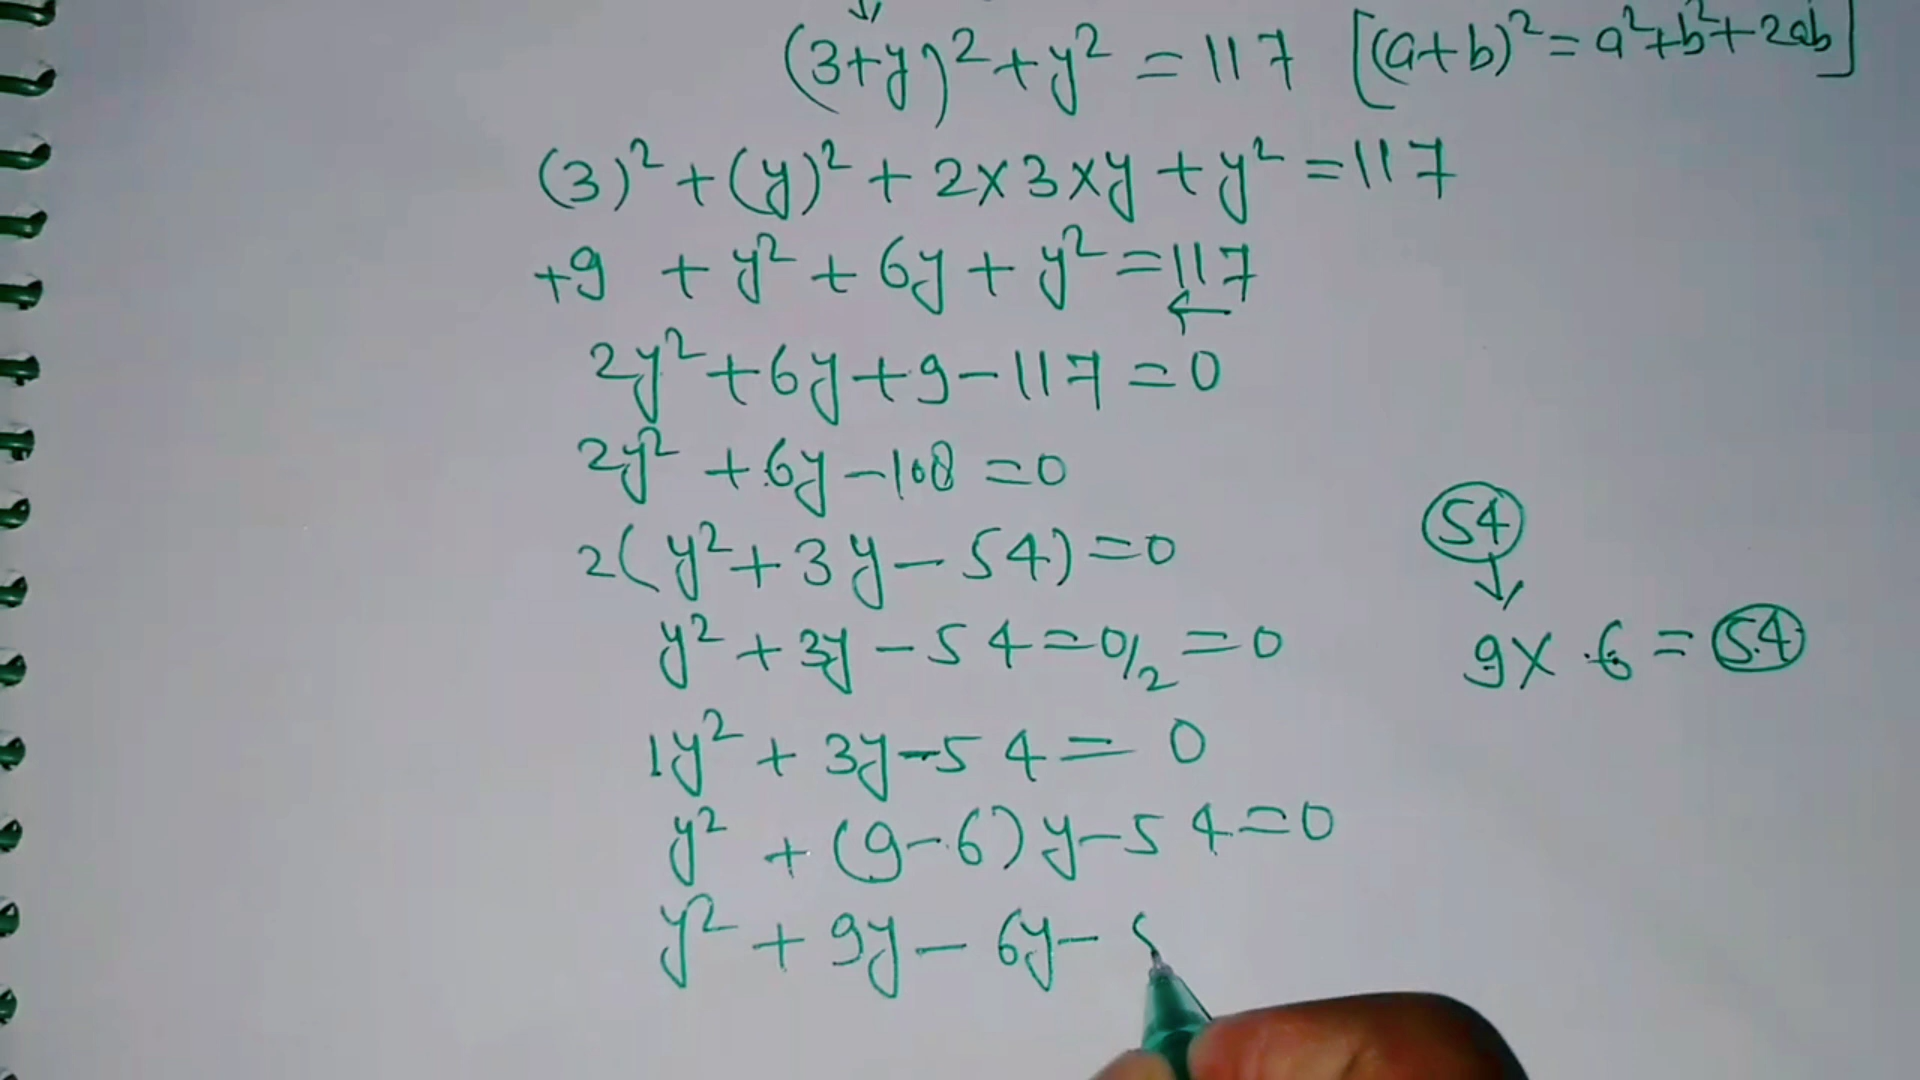 (3+y)²+y² = 117 [(a+b)²=a²+b²+2ab]
(3)²+(y)²+2×3×y+y²=117
+9 +y²+6y+y²=117
←
2y²+6y+9-117=0
2y²+6y-108=0
2(y²+3y-54)=0
54
↓
y²+3y-54=0/2=0
9×6=54
1y²+3y-54=0
y²+(9-6)y-54=0
y²+9y-6y-5